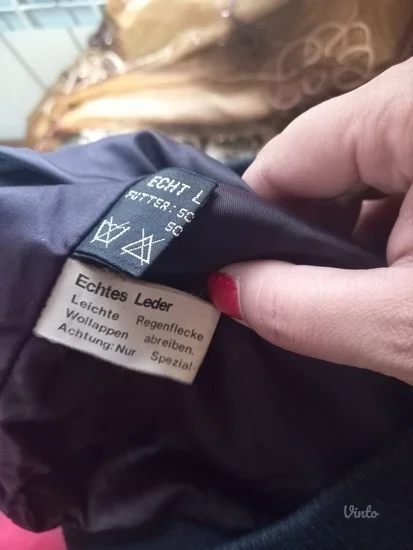 ECHT L
FUTTER: 50
50
Echtes Leder
Leichte Regenflecke
Wollappen abreiben.
Achtung: Nur Spezial-
Vinto